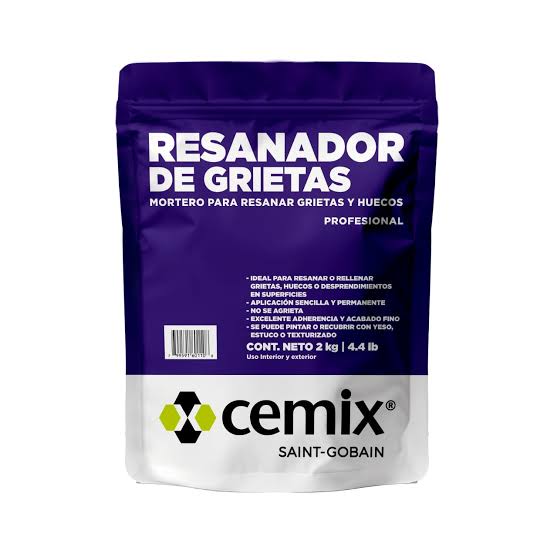 RESANADOR
DE GRIETAS
MORTERO PARA RESANAR GRIETAS Y HUECOS
PROFESIONAL
- IDEAL PARA RESANAR O RELLENAR
GRIETAS, HUECOS O DESPRENDIMIENTOS
EN SUPERFICIES
- APLICACIÓN SENCILLA Y PERMANENTE
- NO SE AGRIETA
- EXCELENTE ADHERENCIA Y ACABADO FINO
- SE PUEDE PINTAR O RECUBRIR CON YESO,
ESTUCO O TEXTURIZADO
CONT. NETO 2 kg | 4.4 lb
Uso Interior y exterior
cemix®
SAINT-GOBAIN